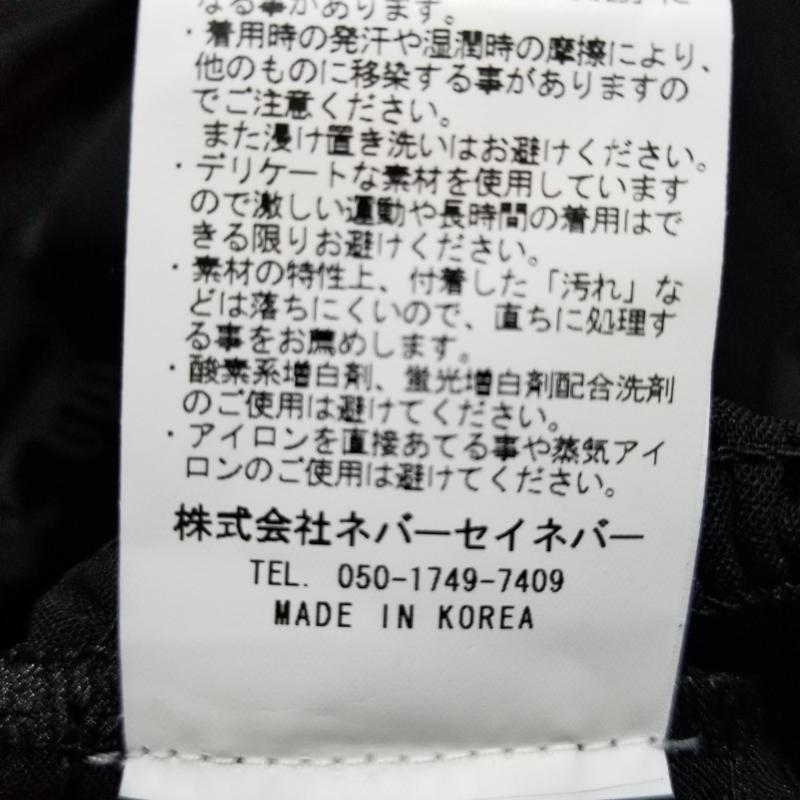 なる事があります。
・着用時の発汗や湿潤時の摩擦により、
他のものに移染する事がありますの
でご注意ください。
また浸け置き洗いはお避けください。
・デリケートな素材を使用しています
ので激しい運動や長時間の着用はで
きる限りお避けください。
・素材の特性上、付着した「汚れ」な
どは落ちにくいので、直ちに処理す
る事をお薦めします。
・酸素系増白剤、蛍光増白剤配合洗剤
のご使用は避けてください。
・アイロンを直接あてる事や蒸気アイ
ロンのご使用は避けてください。
株式会社ネバーセイネバー
TEL. 050-1749-7409
MADE IN KOREA